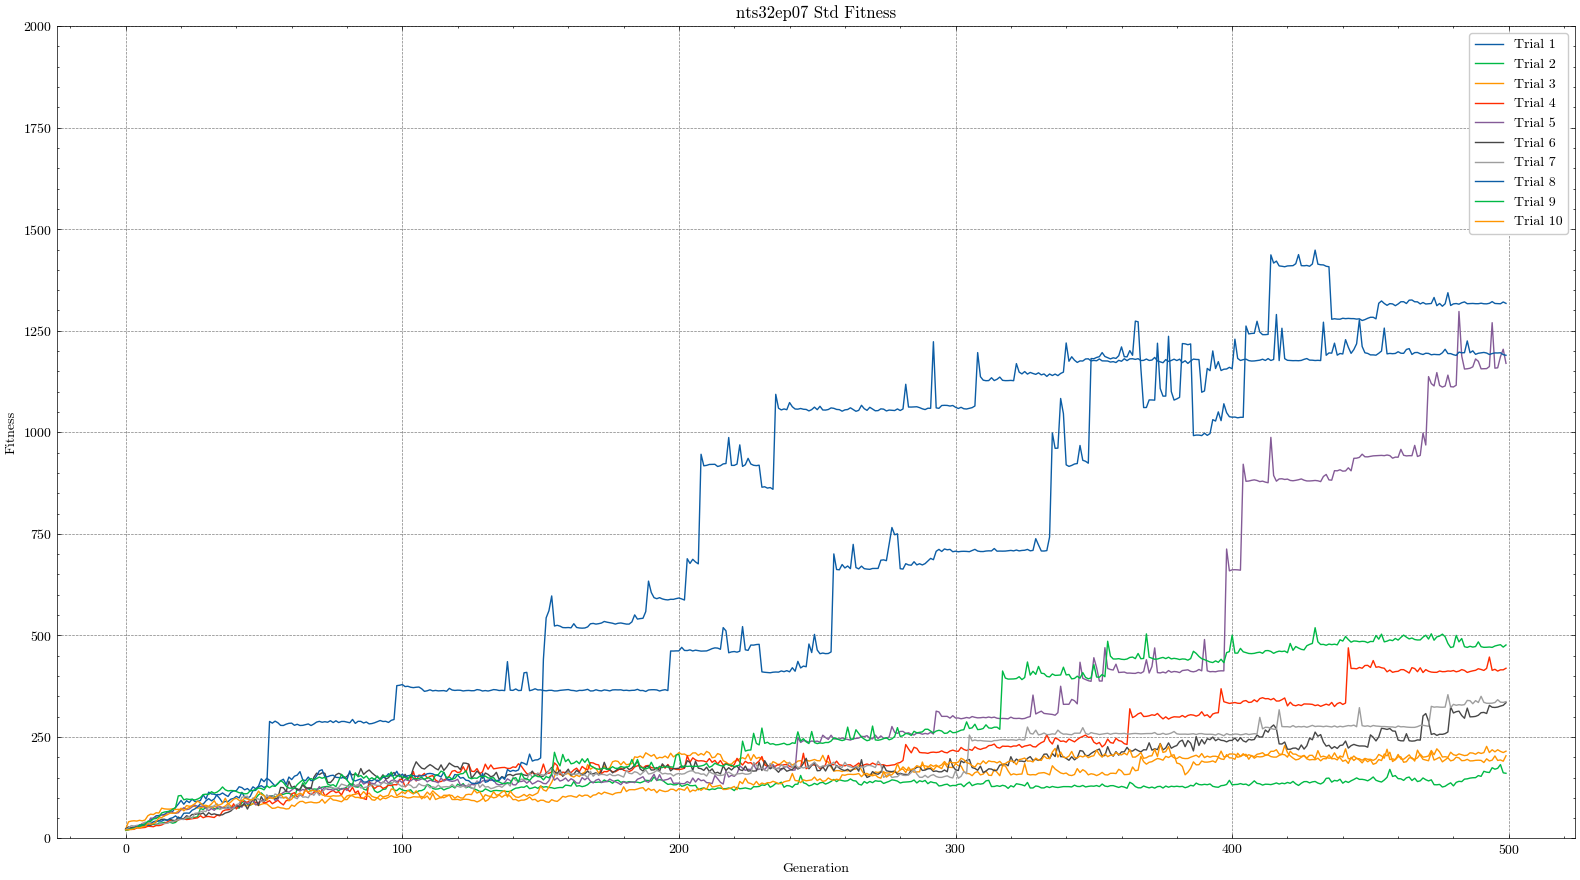 nts32ep07 Std Fitness
2000
1750
1500
1250
1000
750
500
250
0
Fitness
0 100 200 300 400 500
Generation
Trial 1
Trial 2
Trial 3
Trial 4
Trial 5
Trial 6
Trial 7
Trial 8
Trial 9
Trial 10